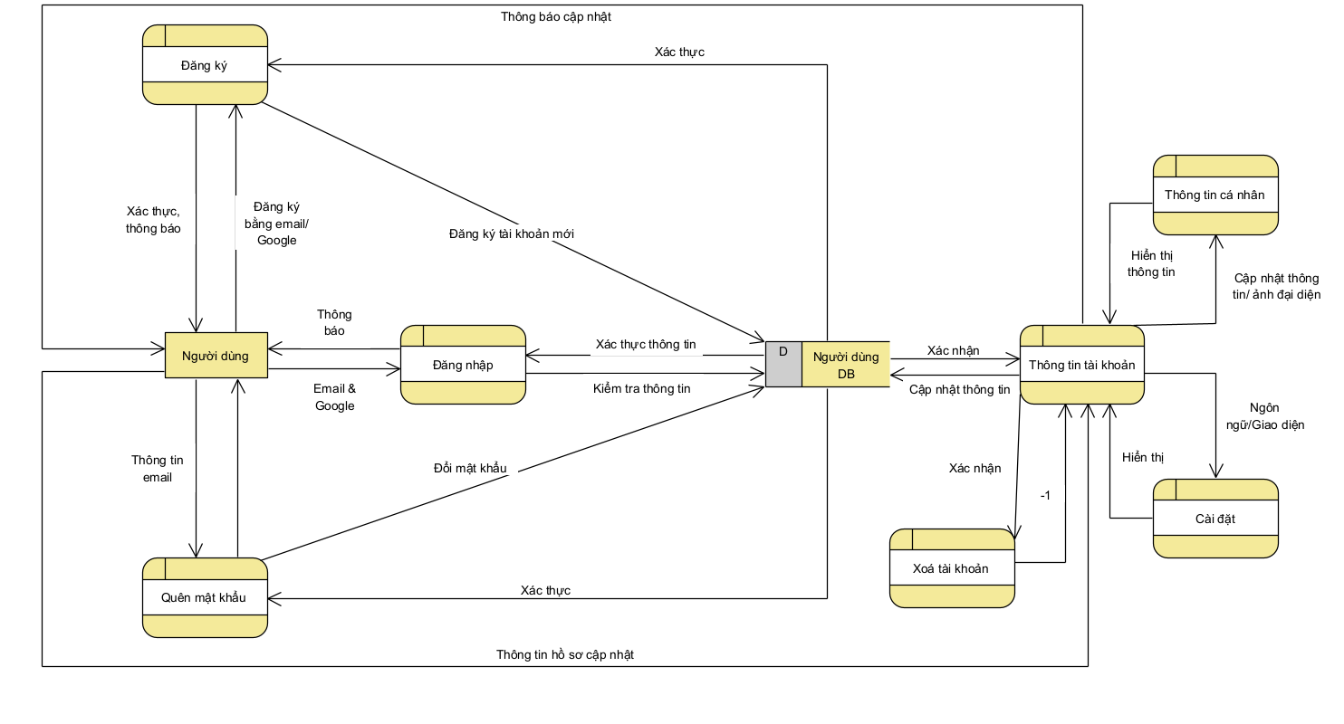 Thông báo cập nhật
Xác thực
Đăng ký
Thông tin cá nhân
Xác thực,
thông báo
Đăng ký
bằng email/
Google
Đăng ký tài khoản mới
Hiển thị
thông tin
Cập nhật thông
tin/ ảnh đại diện
Thông
báo
Người dùng
Đăng nhập
Xác thực thông tin
D
Người dùng
DB
Xác nhận
Thông tin tài khoản
Email &
Google
Kiểm tra thông tin
Cập nhật thông tin
Ngôn
ngữ/Giao diện
Thông tin
email
Đổi mật khẩu
Xác nhận
Hiển thị
-1
Cài đặt
Xoá tài khoản
Quên mật khẩu
Xác thực
Thông tin hồ sơ cập nhật